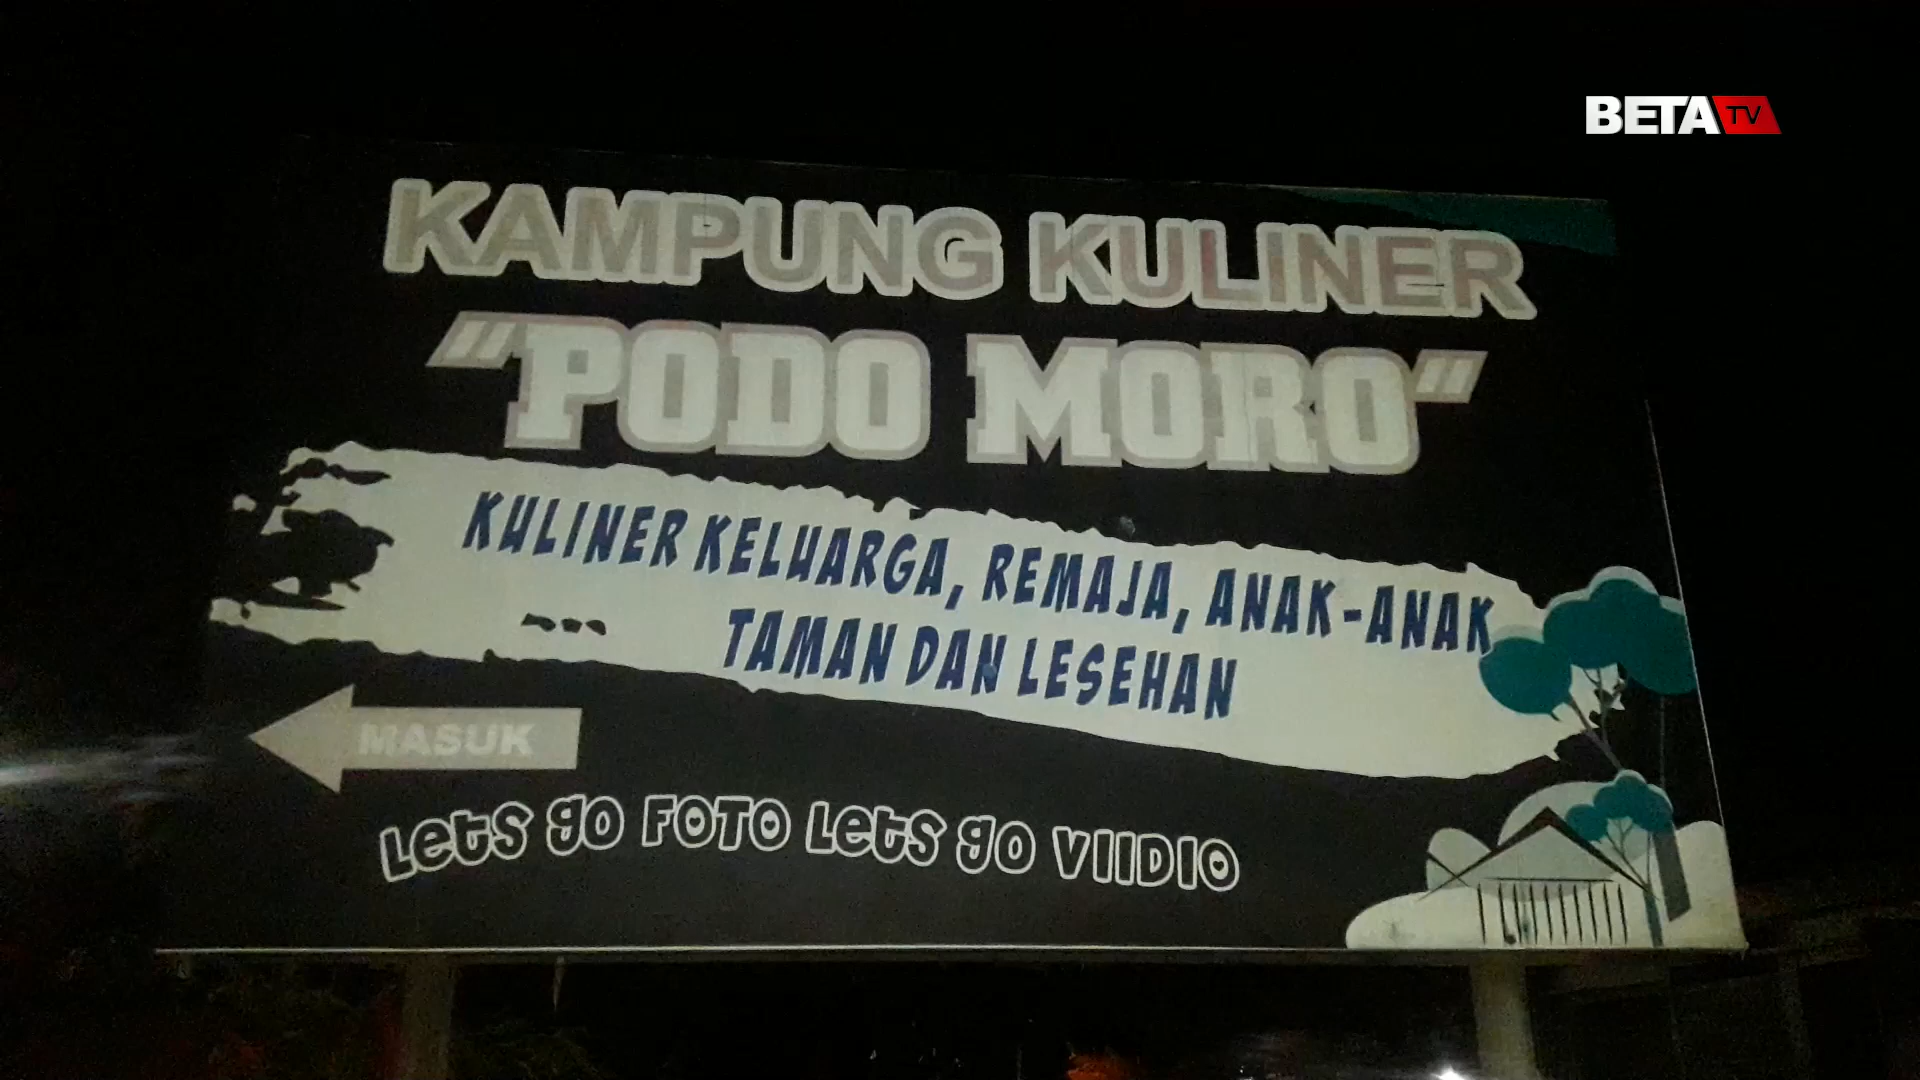 BETA TV
KAMPUNG KULINER
"PODO MORO"
KULINER KELUARGA, REMAJA, ANAK-ANAK
TAMAN DAN LESEHAN
MASUK
Lets go FOTO Lets go VIIDIO